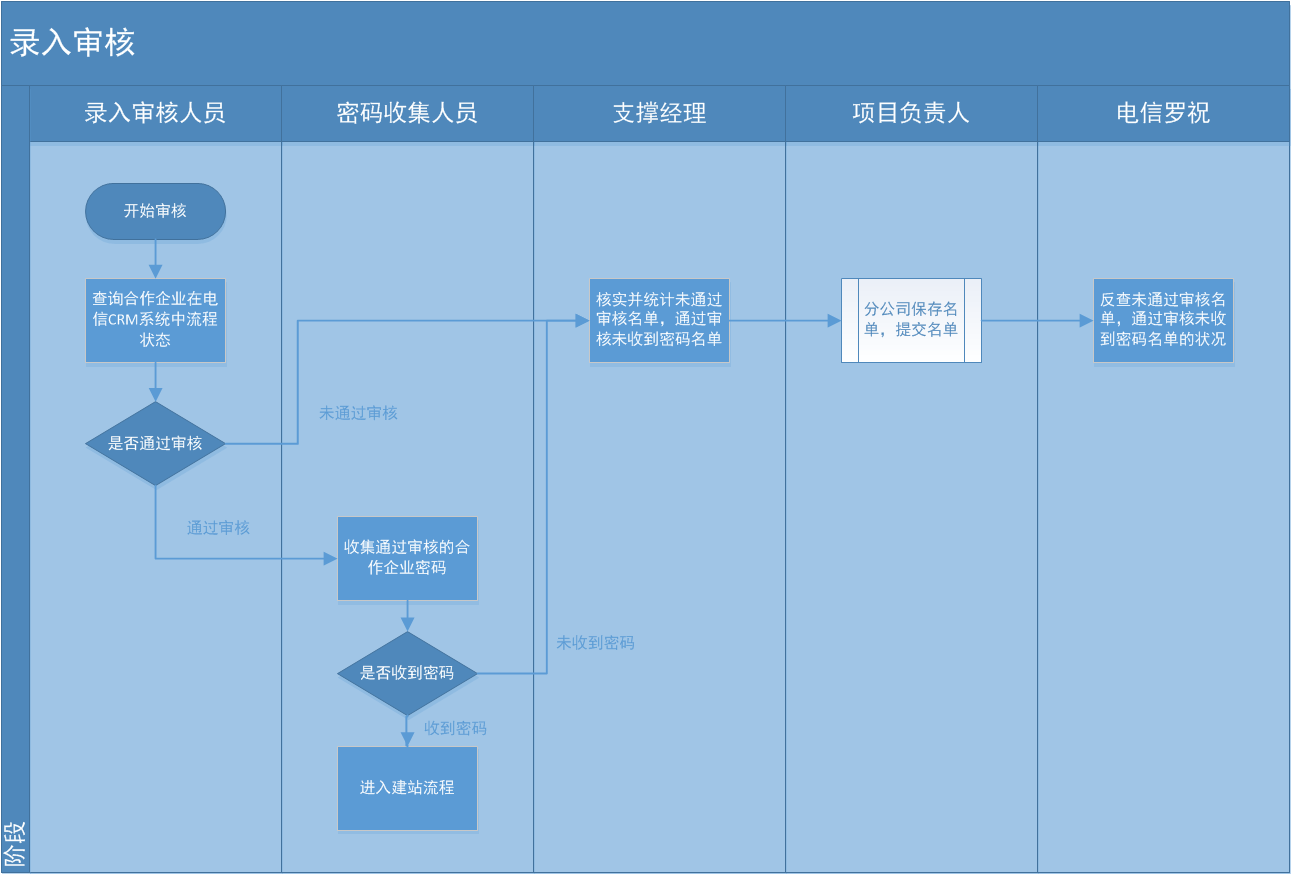 录入审核
录入审核人员
密码收集人员
支撑经理
项目负责人
电信罗祝
开始审核
查询合作企业在电
信CRM系统中流程
状态
核实并统计未通过
审核名单，通过审
核未收到密码名单
分公司保存名
单，提交名单
反查未通过审核名
单，通过审核未收
到密码名单的状况
未通过审核
是否通过审核
通过审核
收集通过审核的合
作企业密码
未收到密码
是否收到密码
收到密码
进入建站流程
阶段